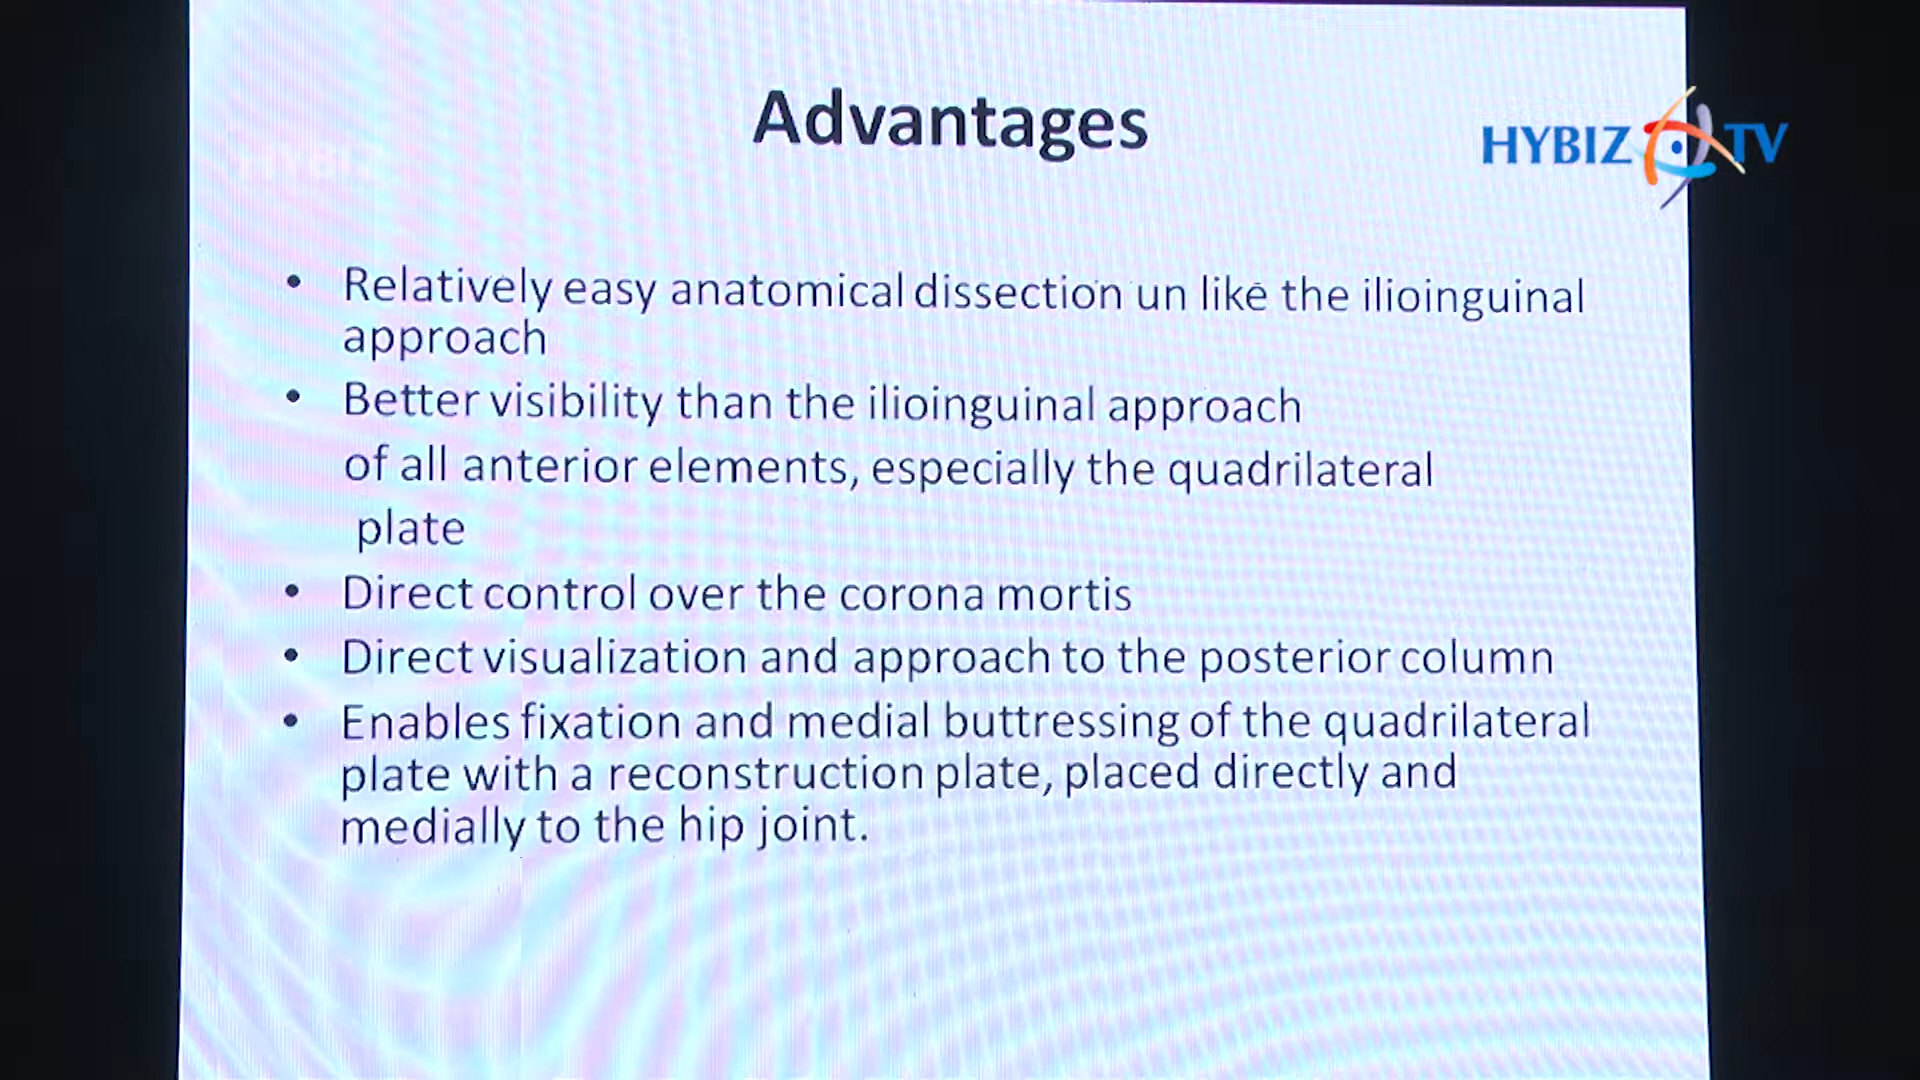 Advantages
HYBIZ TV
• Relatively easy anatomical dissection un like the ilioinguinal
approach
• Better visibility than the ilioinguinal approach
of all anterior elements, especially the quadrilateral
plate
• Direct control over the corona mortis
• Direct visualization and approach to the posterior column
• Enables fixation and medial buttressing of the quadrilateral
plate with a reconstruction plate, placed directly and
medially to the hip joint.